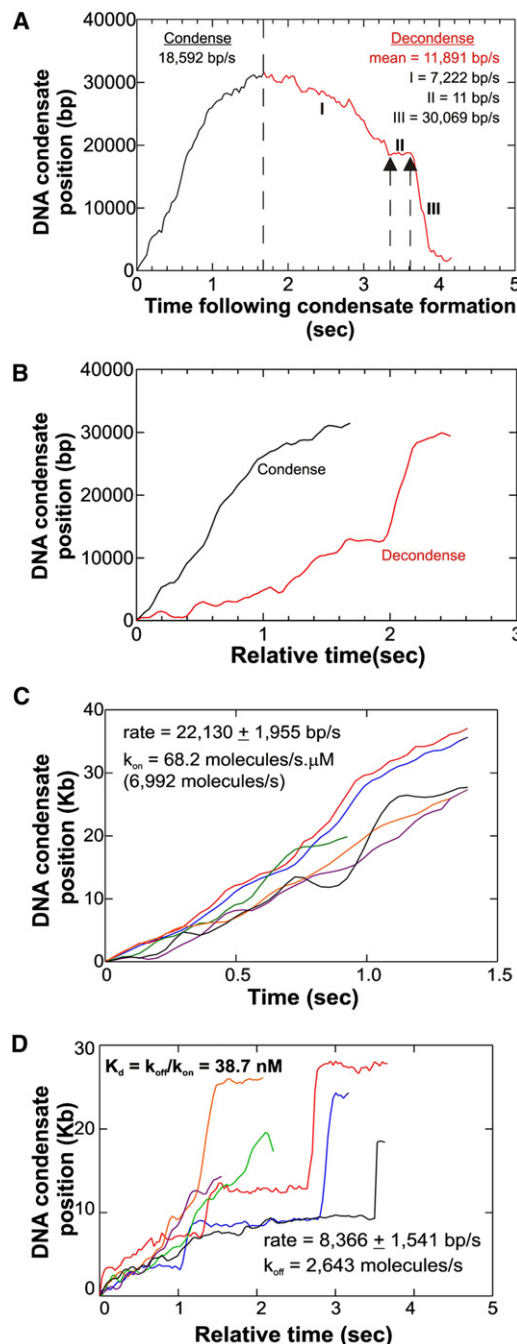 A
Condense
18,592 bp/s
Decondense
mean = 11,891 bp/s
I = 7,222 bp/s
II = 11 bp/s
III = 30,069 bp/s
I
II
III
40000
30000
20000
10000
0
DNA condensate
position (bp)
0 1 2 3 4 5
Time following condensate formation
(sec)
B
40000
30000
20000
10000
0
DNA condensate
position (bp)
Condense
Decondense
0 1 2 3
Relative time(sec)
C
40
30
20
10
0
DNA condensate
position (Kb)
rate = 22,130 ± 1,955 bp/s
kon = 68.2 molecules/s.µM
(6,992 molecules/s)
0 0.5 1.0 1.5
Time (sec)
D
30
20
10
0
DNA condensate
position (Kb)
Kd = koff/kon = 38.7 nM
rate = 8,366 ± 1,541 bp/s
koff = 2,643 molecules/s
0 1 2 3 4 5
Relative time (sec)